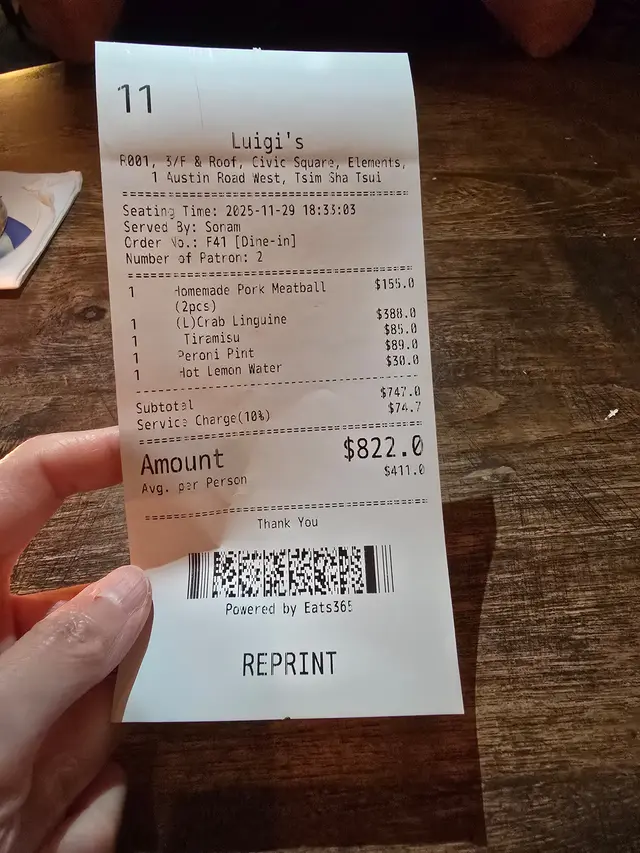 11
Luigi's
R001, 3/F & Roof, Civic Square, Elements,
1 Austin Road West, Tsim Sha Tsui
Seating Time: 2025-11-29 18:33:03
Served By: Sonam
Order No.: F41 [Dine-in]
Number of Patron: 2
1 Homemade Pork Meatball $155.0
(2pcs)
1 (L)Crab Linguine $388.0
1 Tiramisu $85.0
1 Peroni Pint $89.0
1 Hot Lemon Water $30.0
Subtotal $747.0
Service Charge(10%) $74.7
Amount $822.0
Avg. per Person $411.0
Thank You
Powered by Eats365
REPRINT